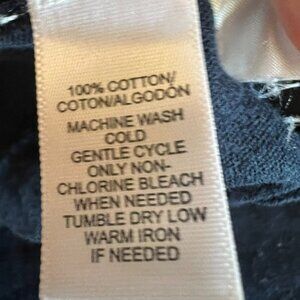 100% COTTON/
COTON/ALGODÓN
MACHINE WASH
COLD
GENTLE CYCLE
ONLY NON-
CHLORINE BLEACH
WHEN NEEDED
TUMBLE DRY LOW
WARM IRON
IF NEEDED